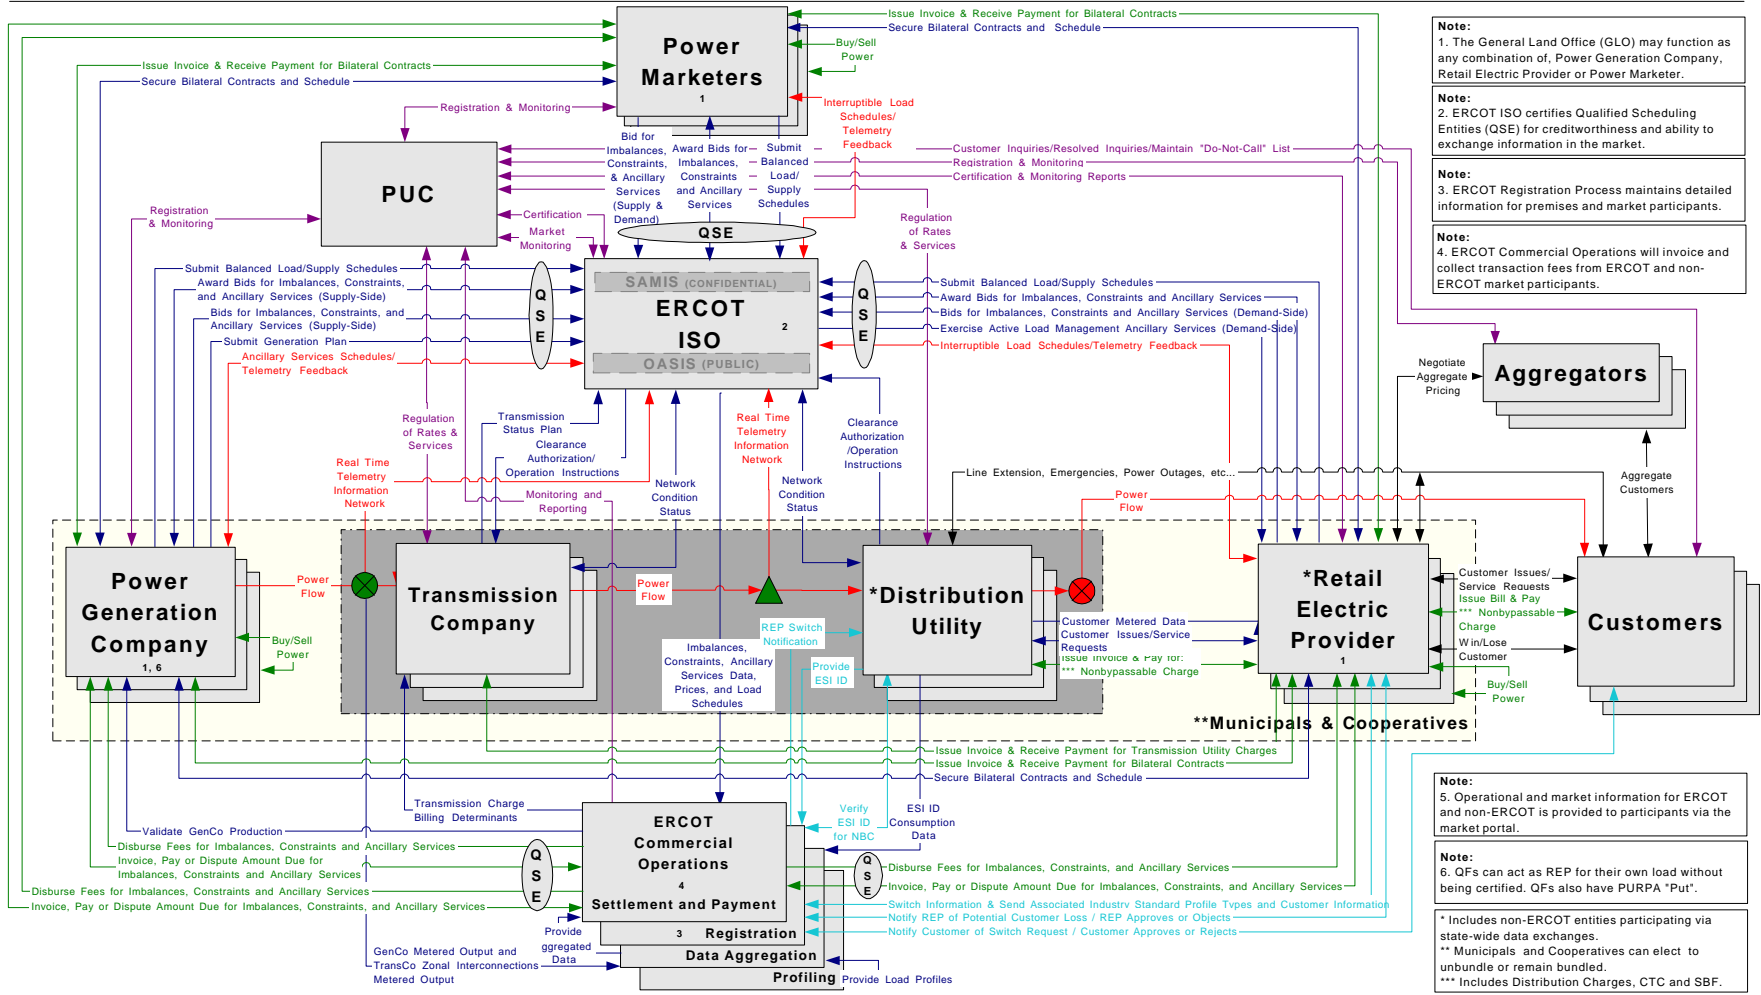 Issue Invoice & Receive Payment for Bilateral Contracts
Secure Bilateral Contracts and Schedule
Power
Marketers
1
Buy/Sell
Power
Issue Invoice & Receive Payment for Bilateral Contracts
Secure Bilateral Contracts and Schedule
Registration & Monitoring
Interruptible Load
Schedules/
Telemetry
Feedback
Note:
1. The General Land Office (GLO) may function as
any combination of, Power Generation Company,
Retail Electric Provider or Power Marketer.
Note:
2. ERCOT ISO certifies Qualified Scheduling
Entities (QSE) for creditworthiness and ability to
exchange information in the market.
Note:
3. ERCOT Registration Process maintains detailed
information for premises and market participants.
Note:
4. ERCOT Commercial Operations will invoice and
collect transaction fees from ERCOT and non-
ERCOT market participants.
PUC
Bid for
Imbalances,
Constraints,
& Ancillary
Services
(Supply &
Demand)
Award Bids for
Imbalances,
Constraints
and Ancillary
Services
Submit
Balanced
Load/
Supply
Schedules
Customer Inquiries/Resolved Inquiries/Maintain "Do-Not-Call" List
Registration & Monitoring
Certification & Monitoring Reports
Registration
& Monitoring
Certification
Market
Monitoring
QSE
Regulation
of Rates
& Services
Submit Balanced Load/Supply Schedules
Award Bids for Imbalances, Constraints,
and Ancillary Services (Supply-Side)
Bids for Imbalances, Constraints, and
Ancillary Services (Supply-Side)
Submit Generation Plan
Ancillary Services Schedules/
Telemetry Feedback
Q
S
E
SAMIS (CONFIDENTIAL)
ERCOT
ISO
2
OASIS (PUBLIC)
Q
S
E
Submit Balanced Load/Supply Schedules
Award Bids for Imbalances, Constraints and Ancillary Services
Bids for Imbalances, Constraints and Ancillary Services (Demand-Side)
Exercise Active Load Management Ancillary Services (Demand-Side)
Interruptible Load Schedules/Telemetry Feedback
Negotiate
Aggregate
Pricing
Aggregators
Regulation
of Rates &
Services
Transmission
Status Plan
Clearance
Authorization/
Operation Instructions
Real Time
Telemetry
Information
Network
Clearance
Authorization
/Operation
Instructions
Real Time
Telemetry
Information
Network
Monitoring and
Reporting
Network
Condition
Status
Network
Condition
Status
Line Extension, Emergencies, Power Outages, etc...
Power
Flow
Aggregate
Customers
Power
Generation
Company
1, 6
Power
Flow
Buy/Sell
Power
Transmission
Company
Power
Flow
*Distribution
Utility
REP Switch
Notification
Provide
ESI ID
Imbalances,
Constraints, Ancillary
Services Data,
Prices, and Load
Schedules
Customer Metered Data
Customer Issues/Service
Requests
Issue Invoice & Pay for:
*** Nonbypassable Charge
*Retail
Electric
Provider
1
Customer Issues/
Service Requests
Issue Bill & Pay
*** Nonbypassable
Charge
Win/Lose
Customer
Buy/Sell
Power
Customers
**Municipals & Cooperatives
Issue Invoice & Receive Payment for Transmission Utility Charges
Issue Invoice & Receive Payment for Bilateral Contracts
Secure Bilateral Contracts and Schedule
Transmission Charge
Billing Determinants
Validate GenCo Production
Disburse Fees for Imbalances, Constraints and Ancillary Services
Invoice, Pay or Dispute Amount Due for
Imbalances, Constraints and Ancillary Services
Disburse Fees for Imbalances, Constraints and Ancillary Services
Invoice, Pay or Dispute Amount Due for Imbalances, Constraints, and Ancillary Services
Q
S
E
ERCOT
Commercial
Operations
4
Settlement and Payment
3 Registration
Data Aggregation
Profiling
Verify
ESI ID
for NBC
ESI ID
Consumption
Data
Q
S
E
Disburse Fees for Imbalances, Constraints, and Ancillary Services
Invoice, Pay or Dispute Amount Due for Imbalances, Constraints, and Ancillary Services
Switch Information & Send Associated Industry Standard Profile Types and Customer Information
Notify REP of Potential Customer Loss / REP Approves or Objects
Notify Customer of Switch Request / Customer Approves or Rejects
Provide
ggregated
Data
GenCo Metered Output and
TransCo Zonal Interconnections
Metered Output
Provide Load Profiles
Note:
5. Operational and market information for ERCOT
and non-ERCOT is provided to participants via the
market portal.
Note:
6. QFs can act as REP for their own load without
being certified. QFs also have PURPA "Put".
* Includes non-ERCOT entities participating via
state-wide data exchanges.
** Municipals and Cooperatives can elect to
unbundle or remain bundled.
*** Includes Distribution Charges, CTC and SBF.